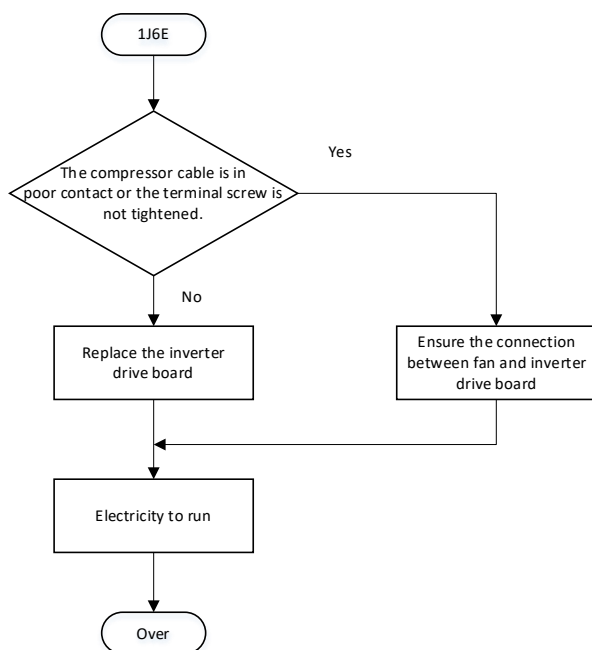 1J6E
The compressor cable is in
poor contact or the terminal screw is
not tightened.
Yes
No
Replace the inverter
drive board
Ensure the connection
between fan and inverter
drive board
Electricity to run
Over